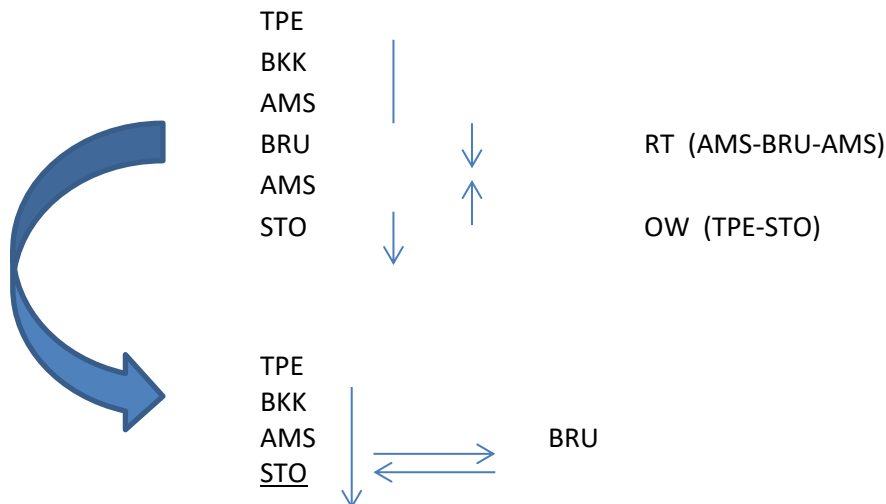 TPE
BKK
AMS
BRU RT (AMS-BRU-AMS)
AMS
STO OW (TPE-STO)
TPE
BKK
AMS BRU
STO